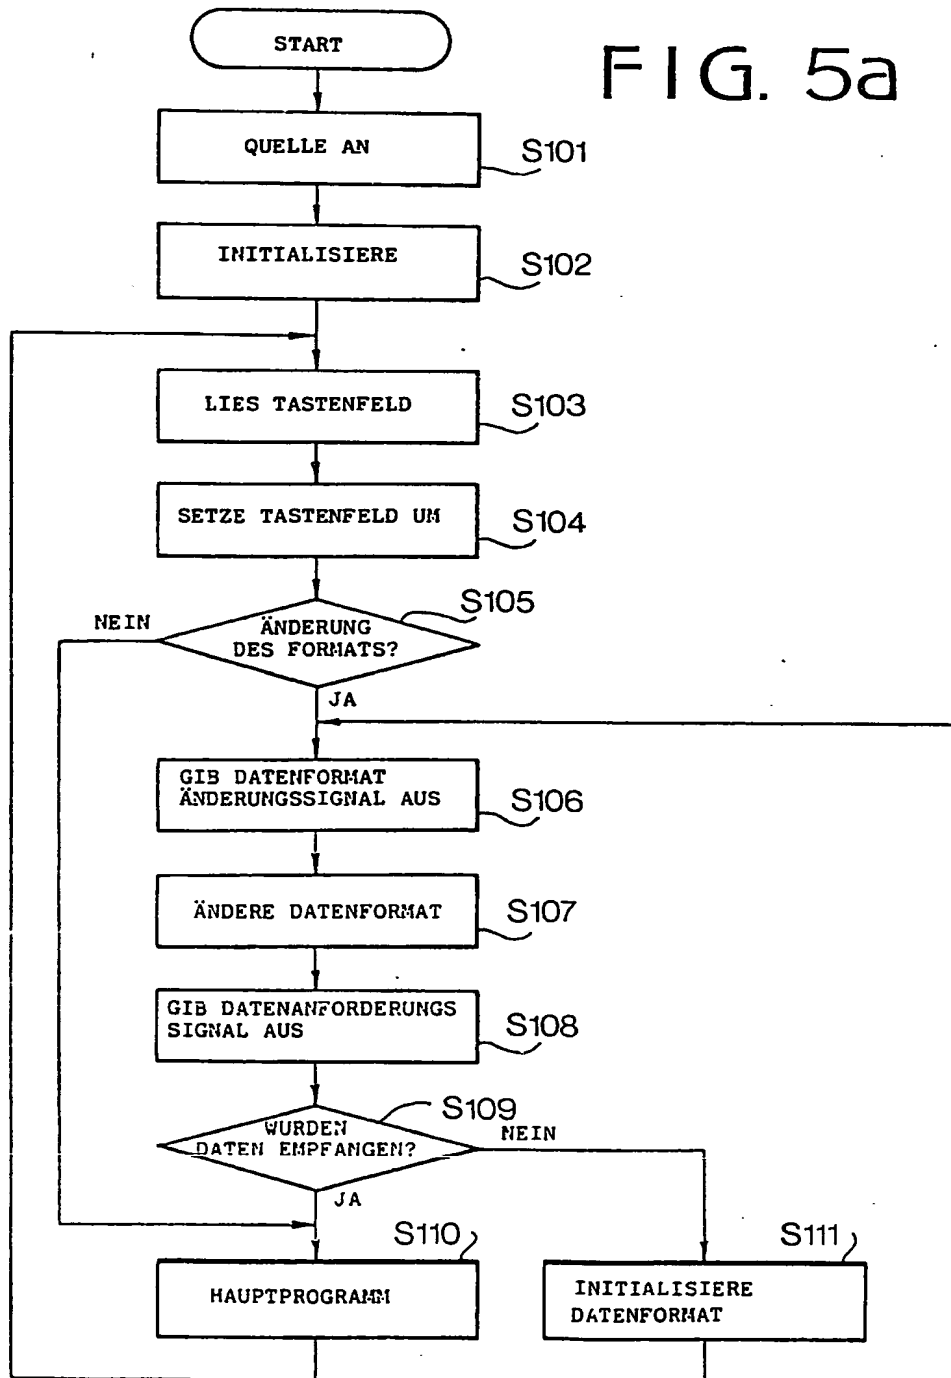 START
FIG. 5a
QUELLE AN
S101
INITIALISIERE
S102
LIES TASTENFELD
S103
SETZE TASTENFELD UM
S104
S105
NEIN
ÄNDERUNG
DES FORMATS?
JA
GIB DATENFORMAT
ÄNDERUNGSSIGNAL AUS
S106
ÄNDERE DATENFORMAT
S107
GIB DATENANFORDERUNGS
SIGNAL AUS
S108
S109
WURDEN
DATEN EMPFANGEN?
NEIN
JA
S110
HAUPTPROGRAMM
S111
INITIALISIERE
DATENFORMAT